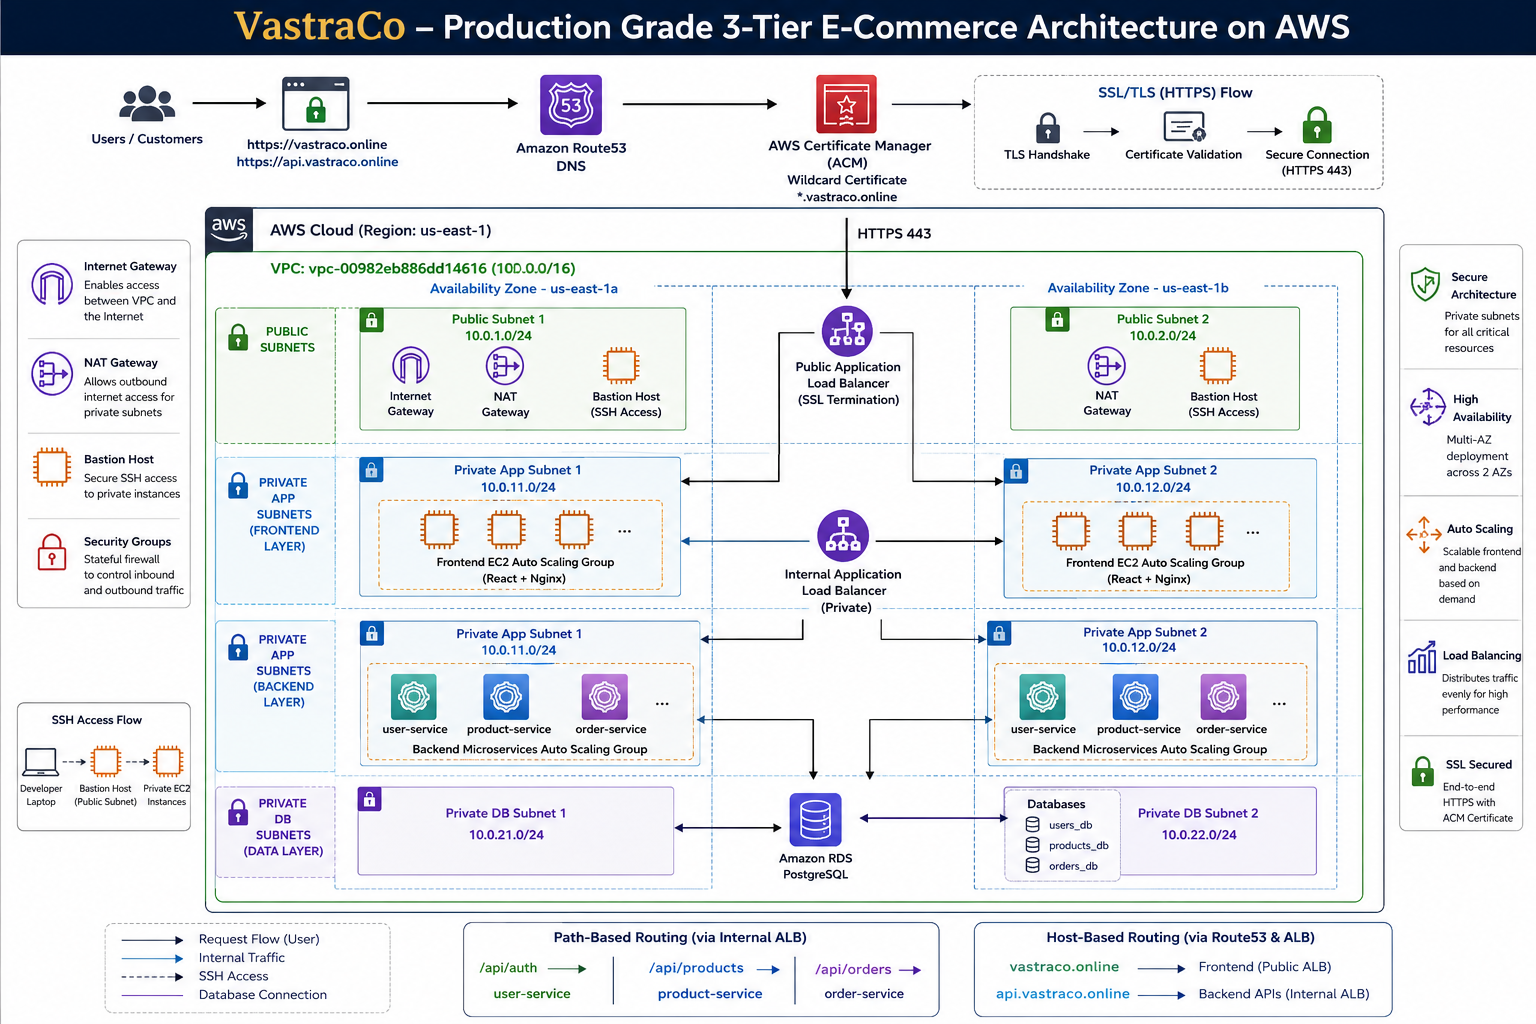 VastraCo – Production Grade 3-Tier E-Commerce Architecture on AWS
Users / Customers
https://vastraco.online
https://api.vastraco.online
53
Amazon Route53
DNS
AWS Certificate Manager
(ACM)
Wildcard Certificate
*.vastraco.online
SSL/TLS (HTTPS) Flow
TLS Handshake
Certificate Validation
Secure Connection
(HTTPS 443)
aws
AWS Cloud (Region: us-east-1)
HTTPS 443
VPC: vpc-00982eb886dd14616 (10.0.0.0/16)
Availability Zone - us-east-1a
Availability Zone - us-east-1b
Internet Gateway
Enables access
between VPC and
the Internet
NAT Gateway
Allows outbound
internet access for
private subnets
Bastion Host
Secure SSH access
to private instances
Security Groups
Stateful firewall
to control inbound
and outbound traffic
SSH Access Flow
Developer
Laptop
Bastion Host
(Public Subnet)
Private EC2
Instances
PUBLIC
SUBNETS
Public Subnet 1
10.0.1.0/24
Internet
Gateway
NAT
Gateway
Bastion Host
(SSH Access)
Public Application
Load Balancer
(SSL Termination)
Public Subnet 2
10.0.2.0/24
NAT
Gateway
Bastion Host
(SSH Access)
PRIVATE
APP
SUBNETS
(FRONTEND
LAYER)
Private App Subnet 1
10.0.11.0/24
...
Frontend EC2 Auto Scaling Group
(React + Nginx)
Internal Application
Load Balancer
(Private)
Private App Subnet 2
10.0.12.0/24
...
Frontend EC2 Auto Scaling Group
(React + Nginx)
PRIVATE
APP
SUBNETS
(BACKEND
LAYER)
Private App Subnet 1
10.0.11.0/24
user-service
product-service
order-service
...
Backend Microservices Auto Scaling Group
Private App Subnet 2
10.0.12.0/24
user-service
product-service
order-service
...
Backend Microservices Auto Scaling Group
PRIVATE
DB
SUBNETS
(DATA LAYER)
Private DB Subnet 1
10.0.21.0/24
Amazon RDS
PostgreSQL
Databases
users_db
products_db
orders_db
Private DB Subnet 2
10.0.22.0/24
Secure
Architecture
Private subnets
for all critical
resources
High
Availability
Multi-AZ
deployment
across 2 AZs
Auto Scaling
Scalable frontend
and backend
based on
demand
Load Balancing
Distributes traffic
evenly for high
performance
SSL Secured
End-to-end
HTTPS with
ACM Certificate
Request Flow (User)
Internal Traffic
SSH Access
Database Connection
Path-Based Routing (via Internal ALB)
/api/auth
user-service
/api/products
product-service
/api/orders
order-service
Host-Based Routing (via Route53 & ALB)
vastraco.online
Frontend (Public ALB)
api.vastraco.online
Backend APIs (Internal ALB)